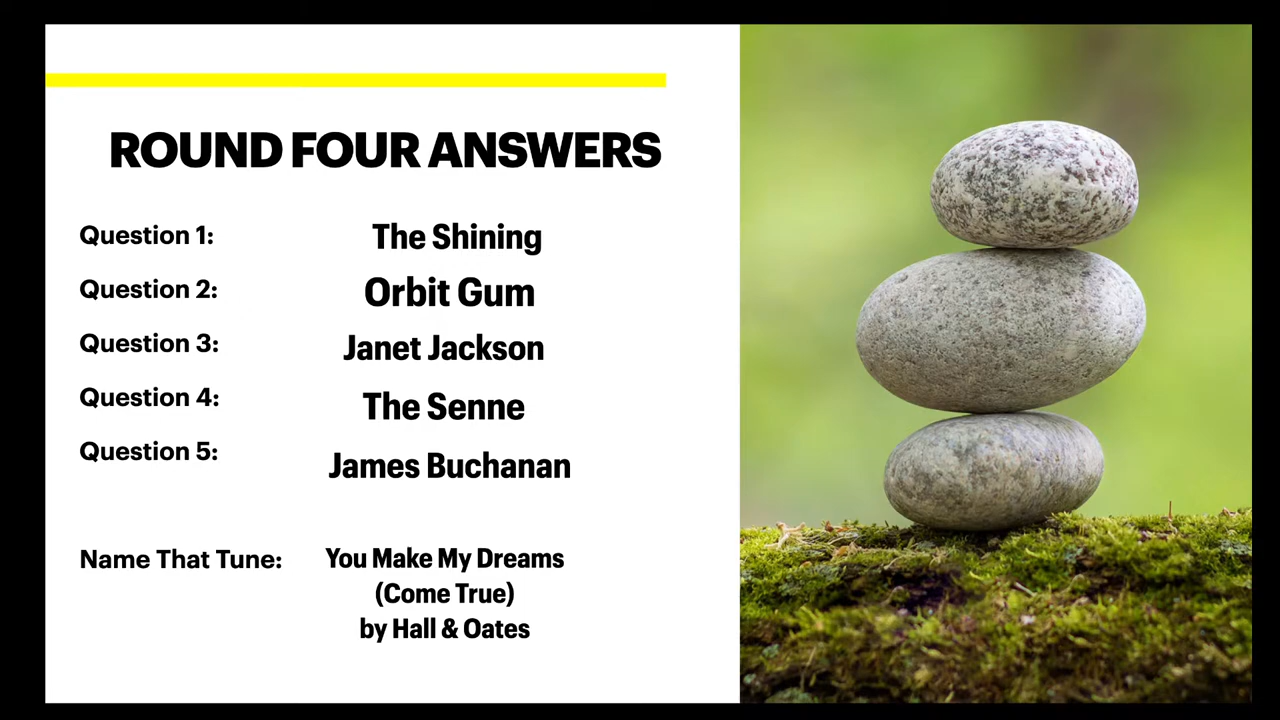 ROUND FOUR ANSWERS
Question 1: The Shining
Question 2: Orbit Gum
Question 3: Janet Jackson
Question 4: The Senne
Question 5: James Buchanan
Name That Tune: You Make My Dreams
(Come True)
by Hall & Oates